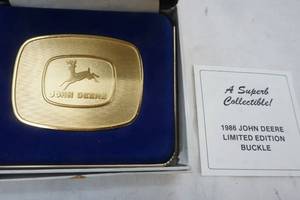 JOHN DEERE
A Superb
Collectible!
1986 JOHN DEERE
LIMITED EDITION
BUCKLE